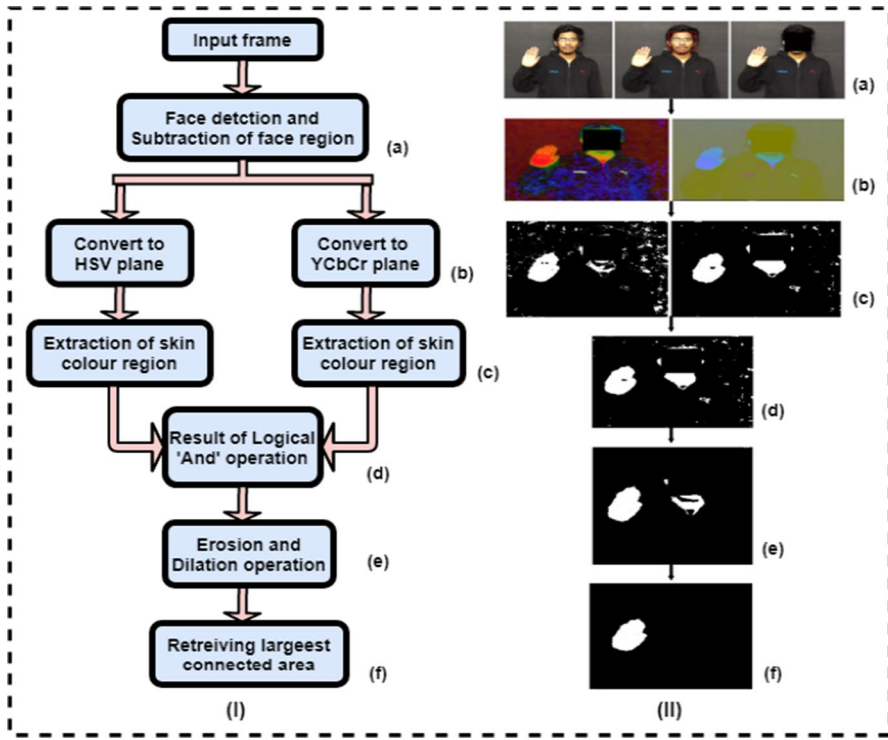 Input frame
Face detction and
Subtraction of face region
(a)
Convert to
HSV plane
Convert to
YCbCr plane
(b)
Extraction of skin
colour region
Extraction of skin
colour region
(c)
Result of Logical
'And' operation
(d)
Erosion and
Dilation operation
(e)
Retreiving largeest
connected area
(f)
(I)
(a)
(b)
(c)
(d)
(e)
(f)
(II)